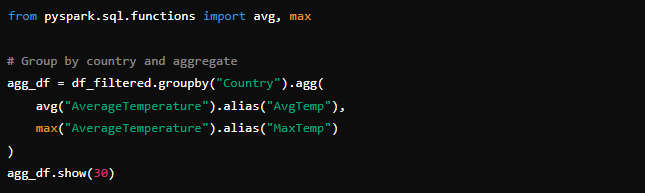 from pyspark.sql.functions import avg, max
# Group by country and aggregate
agg_df = df_filtered.groupby("Country").agg(
    avg("AverageTemperature").alias("AvgTemp"),
    max("AverageTemperature").alias("MaxTemp")
)
agg_df.show(30)